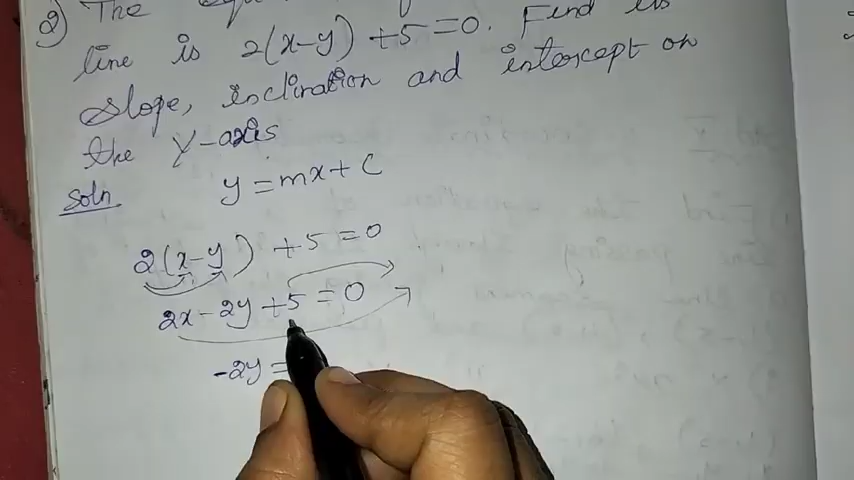 2) The
line is 2(x-y) +5=0. Find its
slope, inclination and intercept on
the Y-axis
Soln y = mx + c
2(x-y) +5 =0
2x-2y+5 =0
-2y =